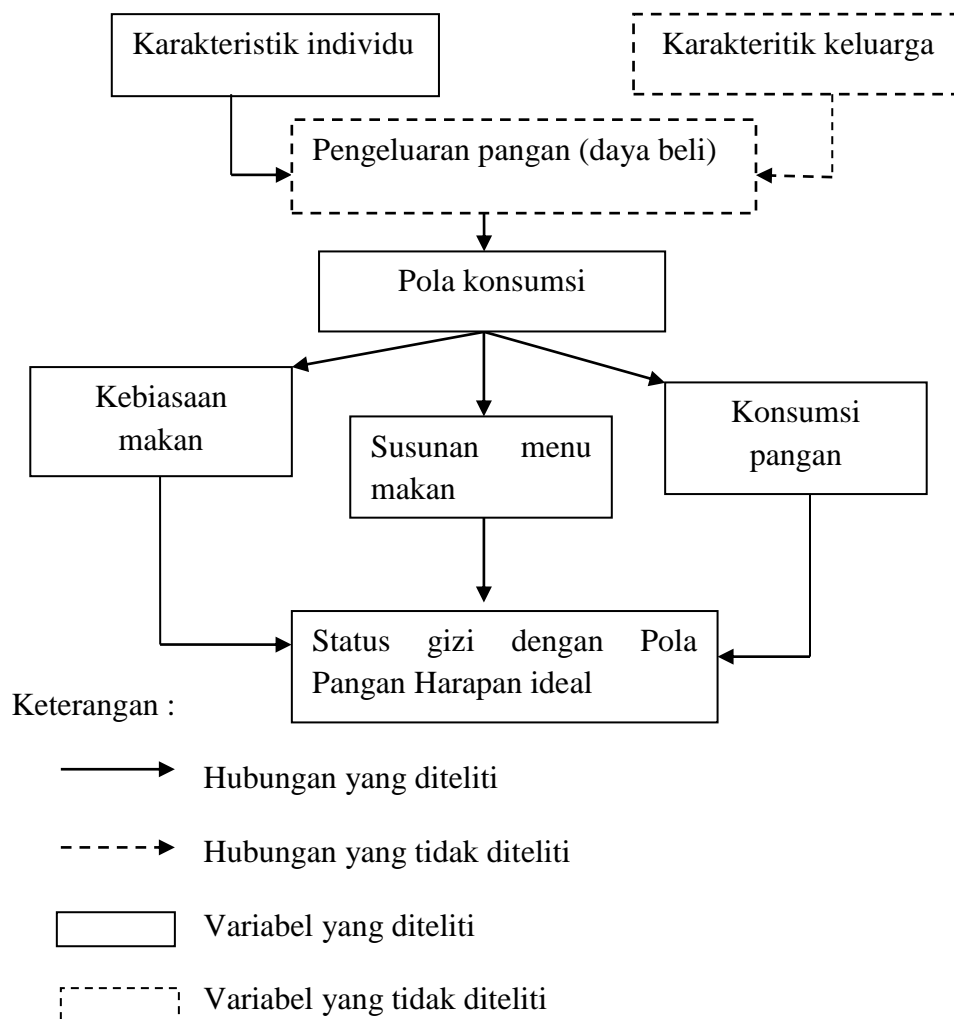 Karakteristik individu
Karakteritik keluarga
Pengeluaran pangan (daya beli)
Pola konsumsi
Kebiasaan
makan
Susunan menu
makan
Konsumsi
pangan
Status gizi dengan Pola
Pangan Harapan ideal
Keterangan :
Hubungan yang diteliti
Hubungan yang tidak diteliti
Variabel yang diteliti
Variabel yang tidak diteliti